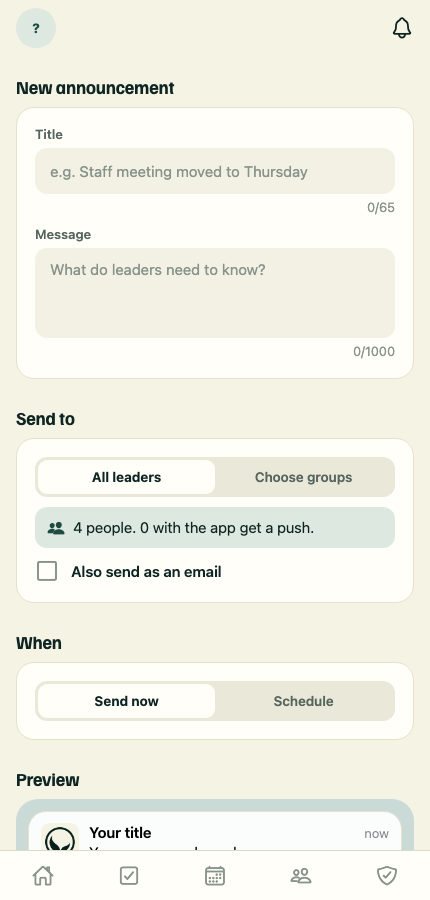 ?
New announcement
Title
e.g. Staff meeting moved to Thursday
0/65
Message
What do leaders need to know?
0/1000
Send to
All leaders
Choose groups
4 people. 0 with the app get a push.
Also send as an email
When
Send now
Schedule
Preview
Your title
now